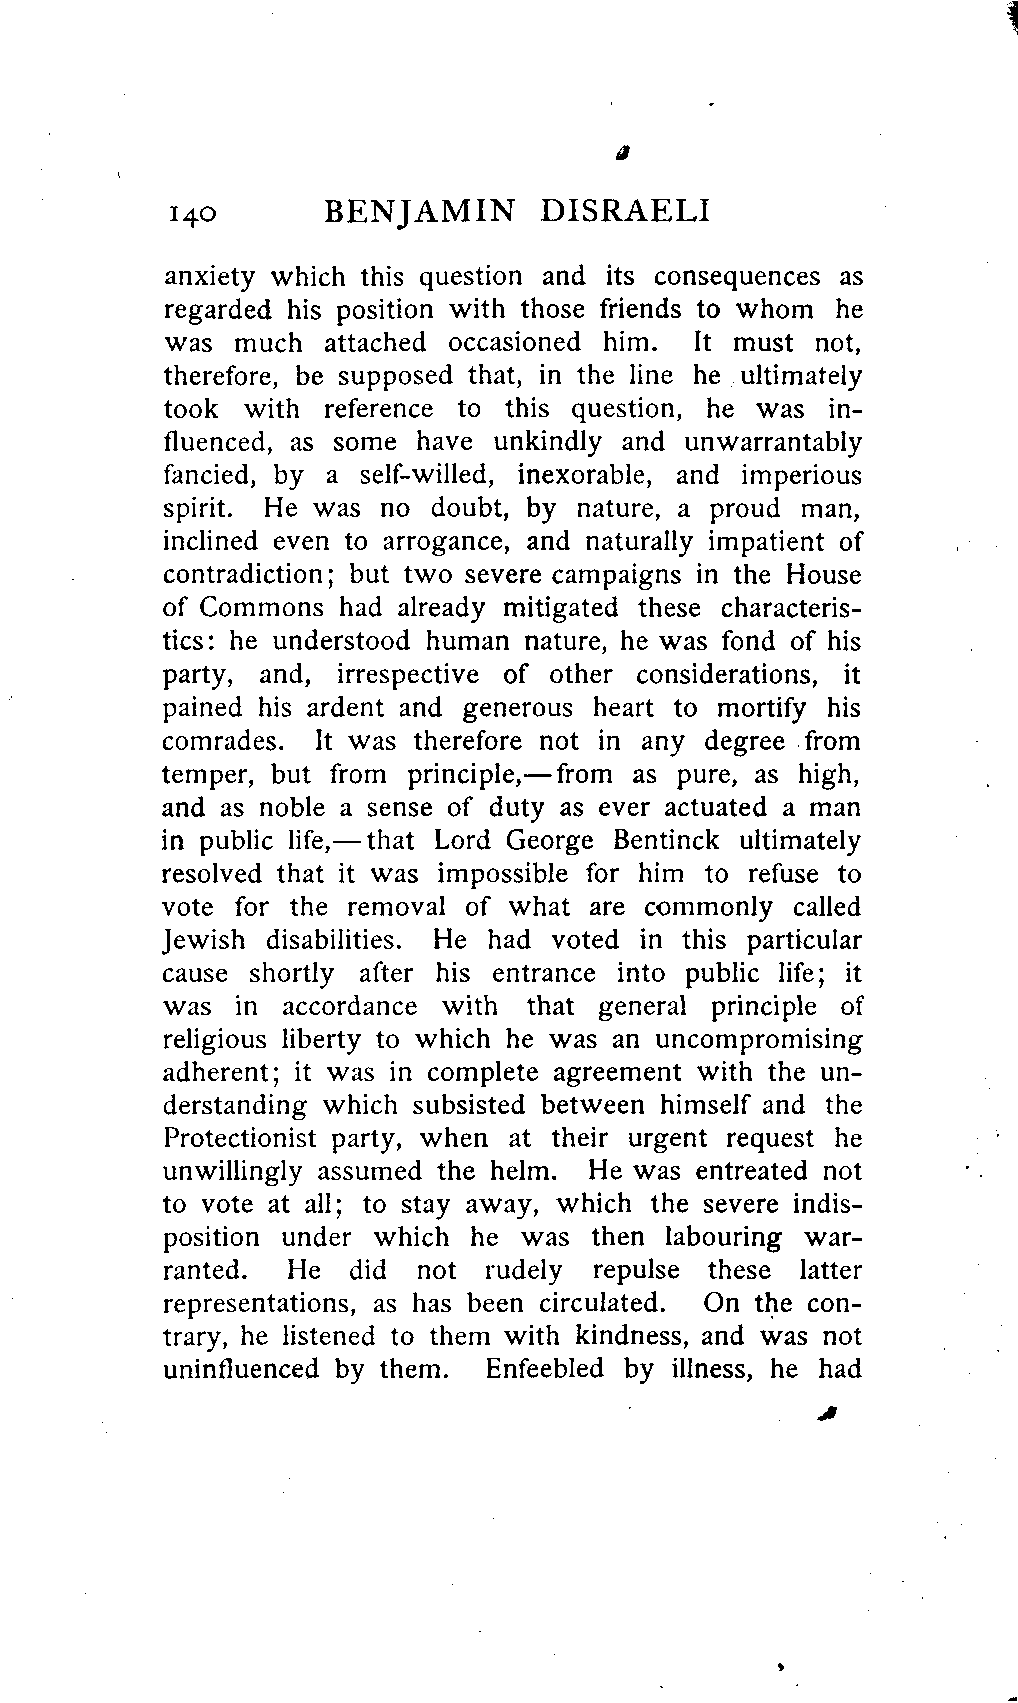 140 BENJAMIN DISRAELI
anxiety which this question and its consequences as
regarded his position with those friends to whom he
was much attached occasioned him. It must not,
therefore, be supposed that, in the line he ultimately
took with reference to this question, he was in-
fluenced, as some have unkindly and unwarrantably
fancied, by a self-willed, inexorable, and imperious
spirit. He was no doubt, by nature, a proud man,
inclined even to arrogance, and naturally impatient of
contradiction; but two severe campaigns in the House
of Commons had already mitigated these characteris-
tics: he understood human nature, he was fond of his
party, and, irrespective of other considerations, it
pained his ardent and generous heart to mortify his
comrades. It was therefore not in any degree from
temper, but from principle,—from as pure, as high,
and as noble a sense of duty as ever actuated a man
in public life,—that Lord George Bentinck ultimately
resolved that it was impossible for him to refuse to
vote for the removal of what are commonly called
Jewish disabilities. He had voted in this particular
cause shortly after his entrance into public life; it
was in accordance with that general principle of
religious liberty to which he was an uncompromising
adherent; it was in complete agreement with the un-
derstanding which subsisted between himself and the
Protectionist party, when at their urgent request he
unwillingly assumed the helm. He was entreated not
to vote at all; to stay away, which the severe indis-
position under which he was then labouring war-
ranted. He did not rudely repulse these latter
representations, as has been circulated. On the con-
trary, he listened to them with kindness, and was not
uninfluenced by them. Enfeebled by illness, he had